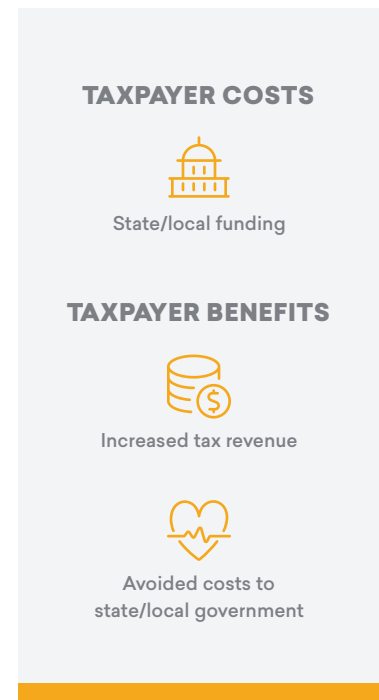 TAXPAYER COSTS
State/local funding
TAXPAYER BENEFITS
$
Increased tax revenue
Avoided costs to
state/local government